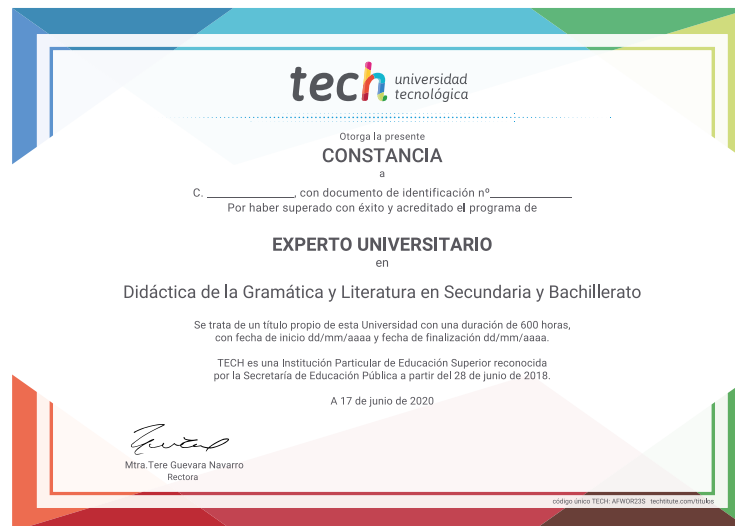 tech universidad
tecnológica
Otorga la presente
CONSTANCIA
a
C. ______________, con documento de identificación nº______________
Por haber superado con éxito y acreditado el programa de
EXPERTO UNIVERSITARIO
en
Didáctica de la Gramática y Literatura en Secundaria y Bachillerato
Se trata de un título propio de esta Universidad con una duración de 600 horas,
con fecha de inicio dd/mm/aaaa y fecha de finalización dd/mm/aaaa.
TECH es una Institución Particular de Educación Superior reconocida
por la Secretaría de Educación Pública a partir del 28 de junio de 2018.
A 17 de junio de 2020
Mtra.Tere Guevara Navarro
Rectora
código único TECH: AFWOR23S techtitute.com/titulos